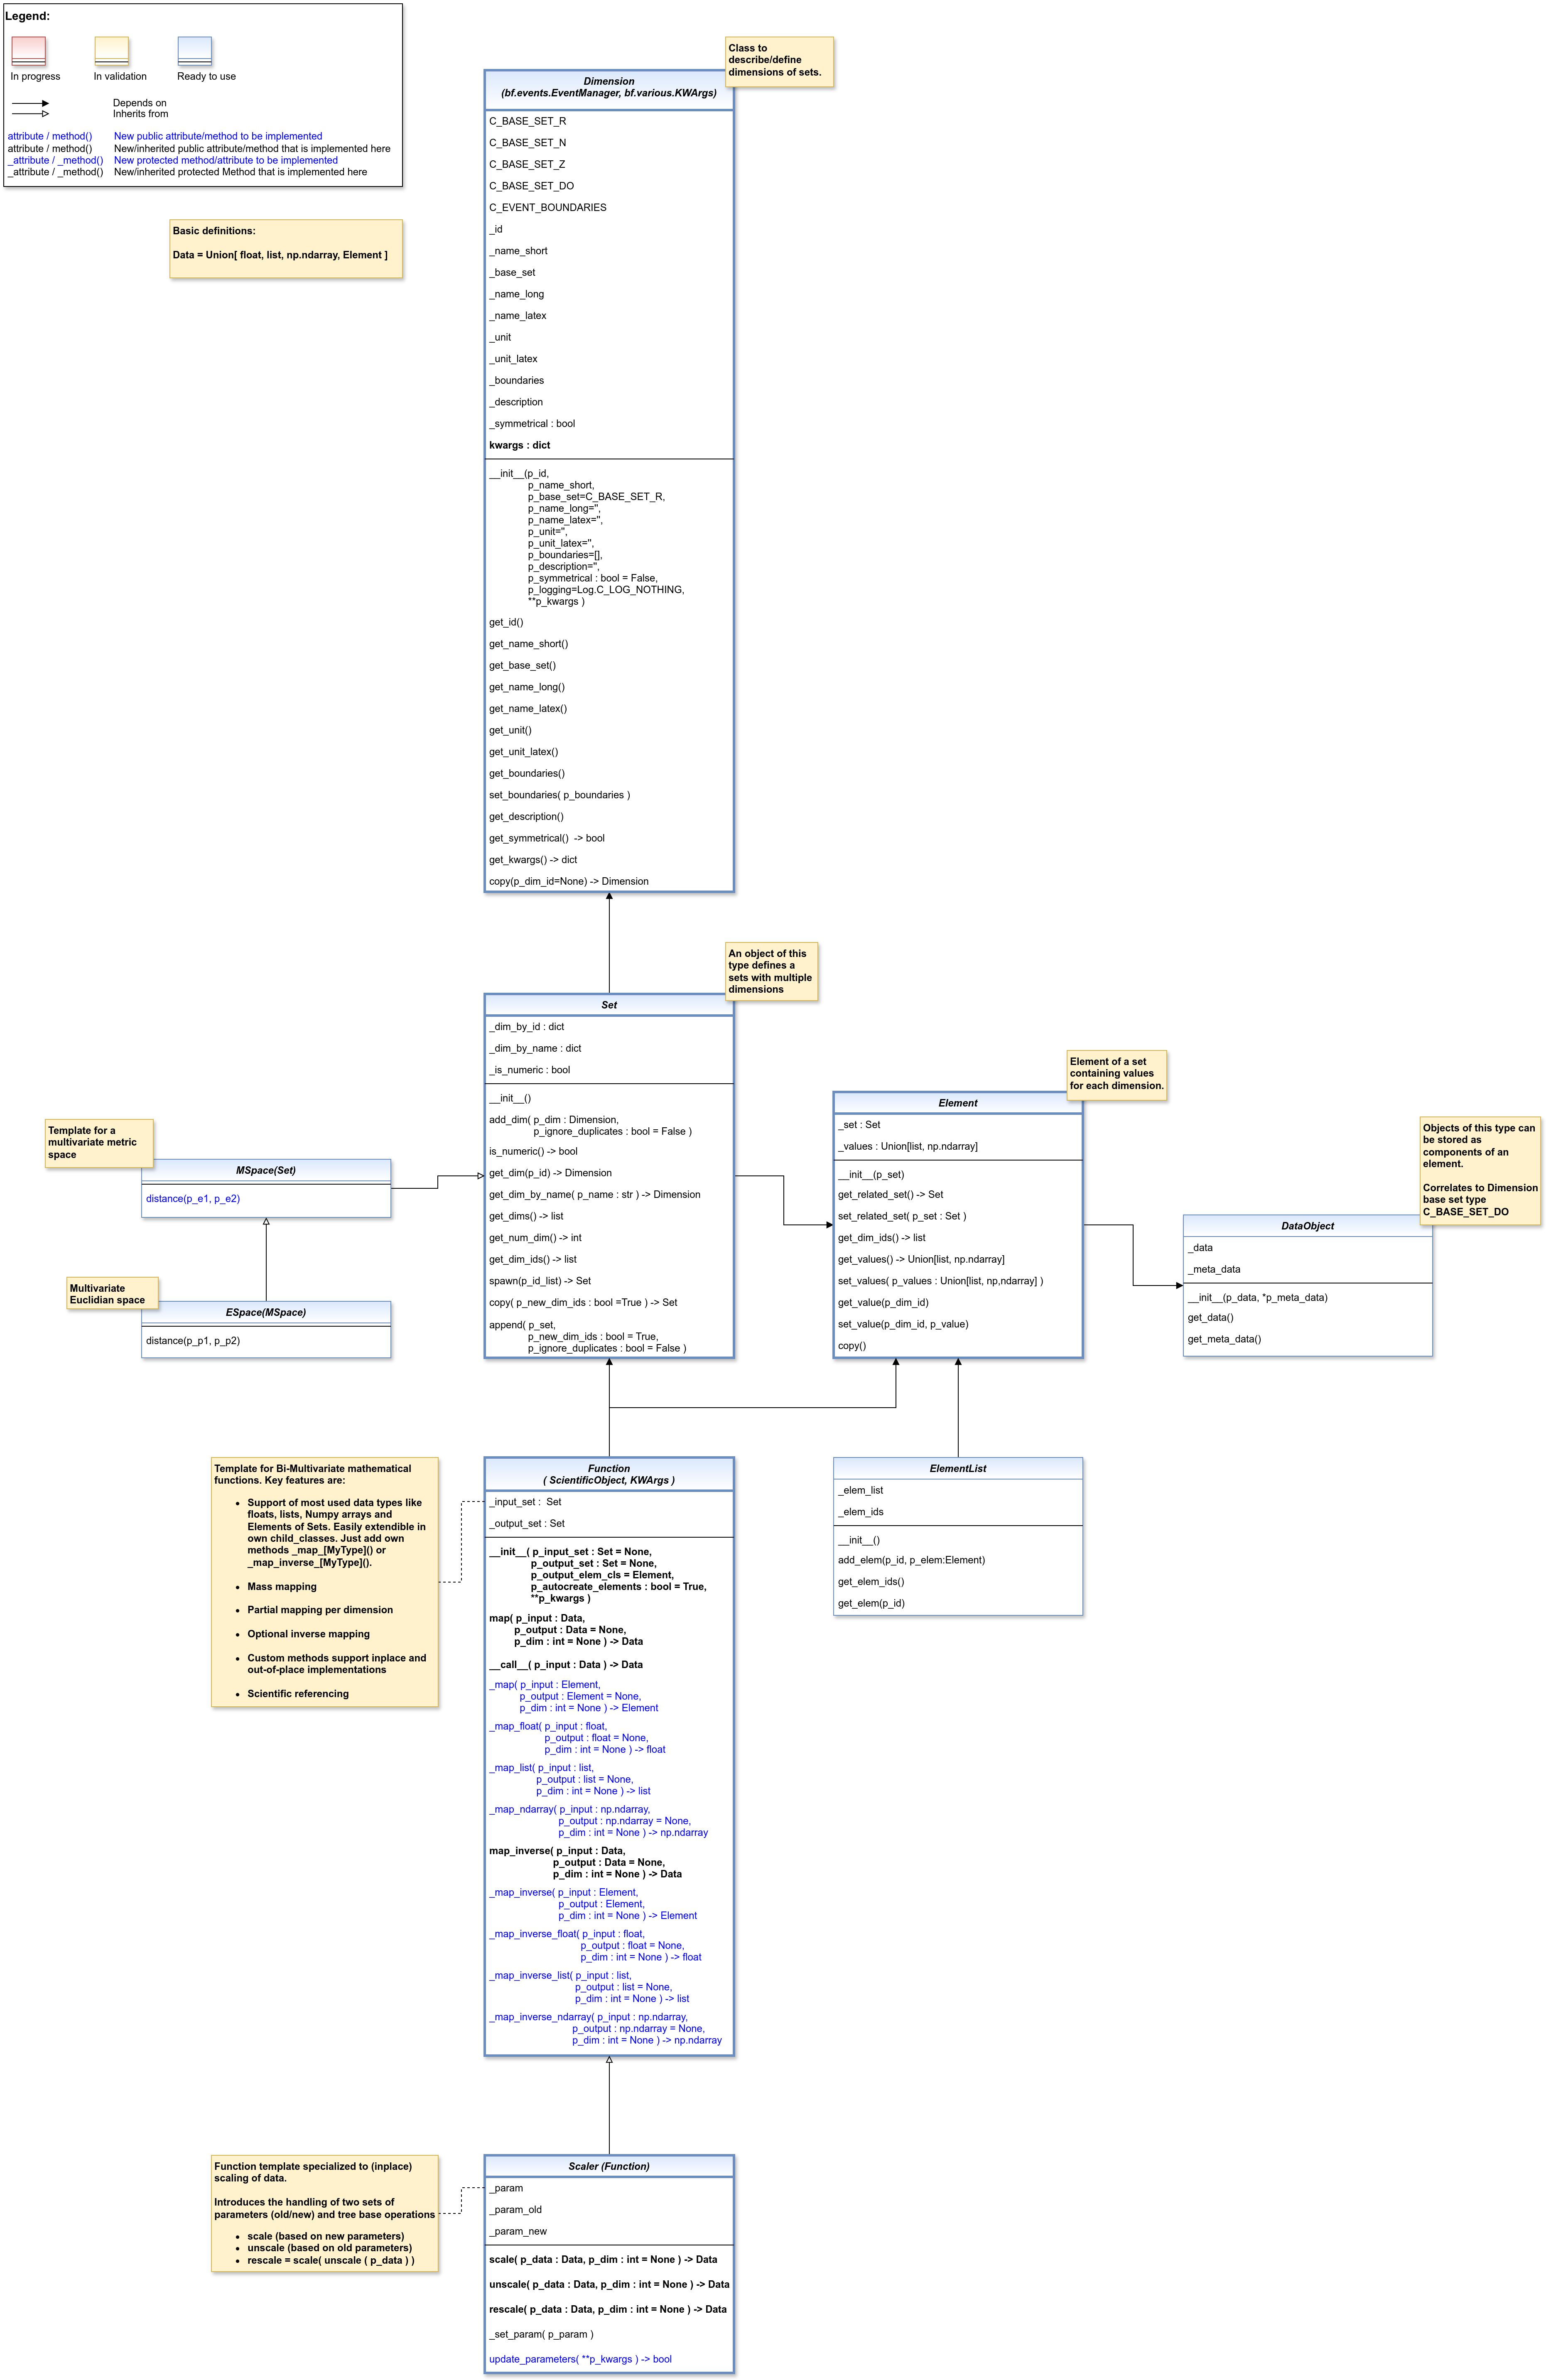 Legend:
In progress
In validation
Ready to use
Depends on
Inherits from
attribute / method() New public attribute/method to be implemented
attribute / method() New/inherited public attribute/method that is implemented here
_attribute / _method() New protected method/attribute to be implemented
_attribute / _method() New/inherited protected Method that is implemented here
Basic definitions:
Data = Union[ float, list, np.ndarray, Element ]
Class to
describe/define
dimensions of sets.
Dimension
(bf.events.EventManager, bf.various.KWArgs)
C_BASE_SET_R
C_BASE_SET_N
C_BASE_SET_Z
C_BASE_SET_DO
C_EVENT_BOUNDARIES
_id
_name_short
_base_set
_name_long
_name_latex
_unit
_unit_latex
_boundaries
_description
_symmetrical : bool
kwargs : dict
__init__(p_id,
p_name_short,
p_base_set=C_BASE_SET_R,
p_name_long='',
p_name_latex='',
p_unit='',
p_unit_latex='',
p_boundaries=[],
p_description='',
p_symmetrical : bool = False,
p_logging=Log.C_LOG_NOTHING,
**p_kwargs )
get_id()
get_name_short()
get_base_set()
get_name_long()
get_name_latex()
get_unit()
get_unit_latex()
get_boundaries()
set_boundaries( p_boundaries )
get_description()
get_symmetrical()  -> bool
get_kwargs() -> dict
copy(p_dim_id=None) -> Dimension
An object of this
type defines a
sets with multiple
dimensions
Set
_dim_by_id : dict
_dim_by_name : dict
_is_numeric : bool
__init__()
add_dim( p_dim : Dimension,
p_ignore_duplicates : bool = False )
is_numeric() -> bool
get_dim(p_id) -> Dimension
get_dim_by_name( p_name : str ) -> Dimension
get_dims() -> list
get_num_dim() -> int
get_dim_ids() -> list
spawn(p_id_list) -> Set
copy( p_new_dim_ids : bool =True ) -> Set
append( p_set,
p_new_dim_ids : bool = True,
p_ignore_duplicates : bool = False )
Template for a
multivariate metric
space
MSpace(Set)
distance(p_e1, p_e2)
Multivariate
Euclidian space
ESpace(MSpace)
distance(p_p1, p_p2)
Element of a set
containing values
for each dimension.
Element
_set : Set
_values : Union[list, np.ndarray]
__init__(p_set)
get_related_set() -> Set
set_related_set( p_set : Set )
get_dim_ids() -> list
get_values() -> Union[list, np.ndarray]
set_values( p_values : Union[list, np,ndarray] )
get_value(p_dim_id)
set_value(p_dim_id, p_value)
copy()
Objects of this type can
be stored as
components of an
element.
Correlates to Dimension
base set type
C_BASE_SET_DO
DataObject
_data
_meta_data
__init__(p_data, *p_meta_data)
get_data()
get_meta_data()
Template for Bi-Multivariate mathematical
functions. Key features are:
• Support of most used data types like
floats, lists, Numpy arrays and
Elements of Sets. Easily extendible in
own child_classes. Just add own
methods _map_[MyType]() or
_map_inverse_[MyType]().
• Mass mapping
• Partial mapping per dimension
• Optional inverse mapping
• Custom methods support inplace and
out-of-place implementations
• Scientific referencing
Function
( ScientificObject, KWArgs )
_input_set :  Set
_output_set : Set
__init__( p_input_set : Set = None,
p_output_set : Set = None,
p_output_elem_cls = Element,
p_autocreate_elements : bool = True,
**p_kwargs )
map( p_input : Data,
p_output : Data = None,
p_dim : int = None ) -> Data
__call__( p_input : Data ) -> Data
_map( p_input : Element,
p_output : Element = None,
p_dim : int = None ) -> Element
_map_float( p_input : float,
p_output : float = None,
p_dim : int = None ) -> float
_map_list( p_input : list,
p_output : list = None,
p_dim : int = None ) -> list
_map_ndarray( p_input : np.ndarray,
p_output : np.ndarray = None,
p_dim : int = None ) -> np.ndarray
map_inverse( p_input : Data,
p_output : Data = None,
p_dim : int = None ) -> Data
_map_inverse( p_input : Element,
p_output : Element,
p_dim : int = None ) -> Element
_map_inverse_float( p_input : float,
p_output : float = None,
p_dim : int = None ) -> float
_map_inverse_list( p_input : list,
p_output : list = None,
p_dim : int = None ) -> list
_map_inverse_ndarray( p_input : np.ndarray,
p_output : np.ndarray = None,
p_dim : int = None ) -> np.ndarray
ElementList
_elem_list
_elem_ids
__init__()
add_elem(p_id, p_elem:Element)
get_elem_ids()
get_elem(p_id)
Function template specialized to (inplace)
scaling of data.
Introduces the handling of two sets of
parameters (old/new) and tree base operations
• scale (based on new parameters)
• unscale (based on old parameters)
• rescale = scale( unscale ( p_data ) )
Scaler (Function)
_param
_param_old
_param_new
scale( p_data : Data, p_dim : int = None ) -> Data
unscale( p_data : Data, p_dim : int = None ) -> Data
rescale( p_data : Data, p_dim : int = None ) -> Data
_set_param( p_param )
update_parameters( **p_kwargs ) -> bool